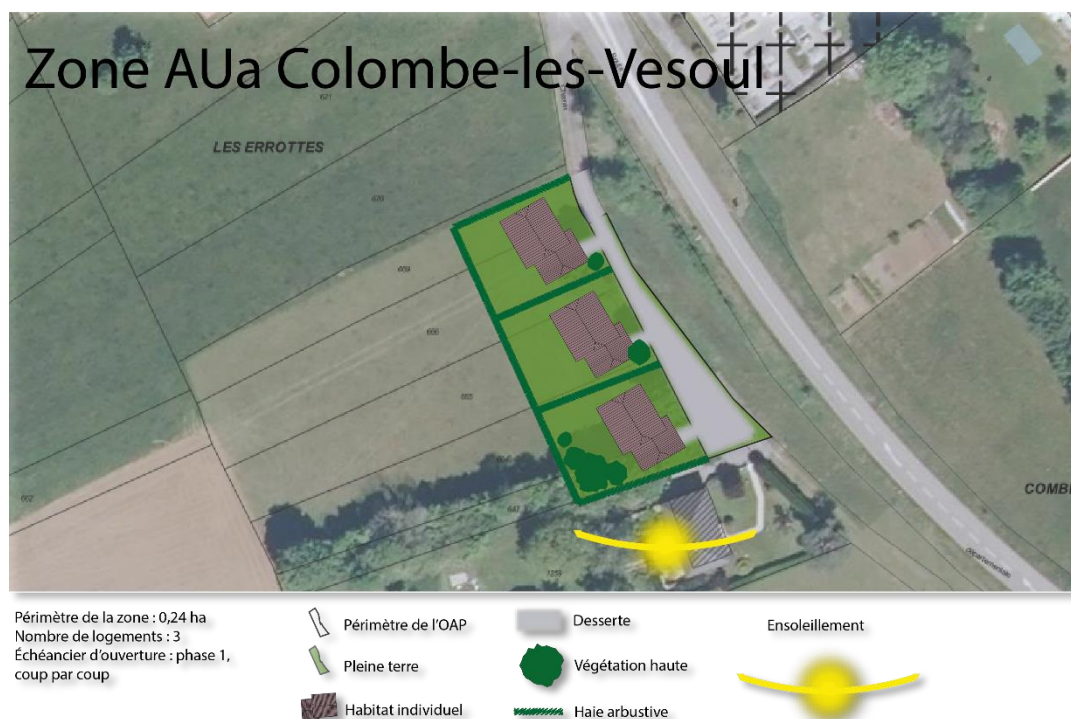 Zone AUa Colombe-les-Vesoul
LES ERROTTES
COMB
Départementale
662
Périmètre de la zone : 0,24 ha
Nombre de logements : 3
Échéancier d'ouverture : phase 1,
coup par coup
Périmètre de l'OAP
Pleine terre
Habitat individuel
Desserte
Végétation haute
Haie arbustive
Ensoleillement